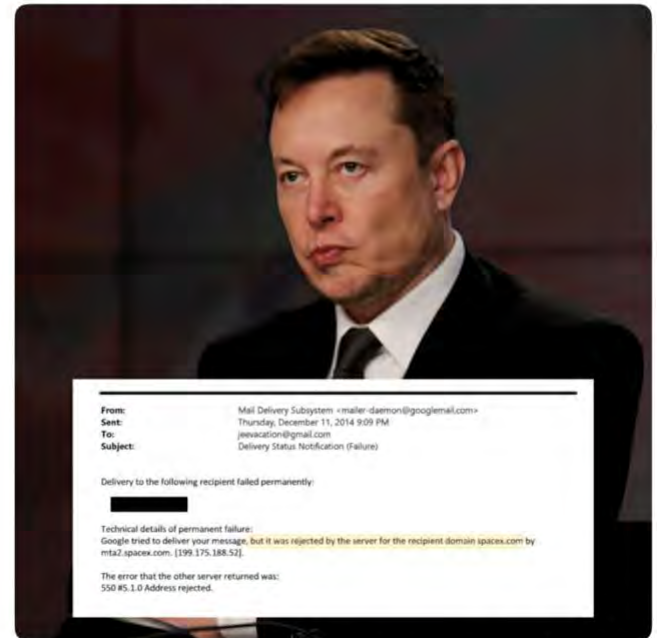 From: Mail Delivery Subsystem <mailer-daemon@googlemail.com>
Sent: Thursday, December 11, 2014 9:09 PM
To: jeevacation@gmail.com
Subject: Delivery Status Notification (Failure)
Delivery to the following recipient failed permanently:
Technical details of permanent failure:
Google tried to deliver your message, but it was rejected by the server for the recipient domain spacex.com by
mta2.spacex.com. [199.175.188.52].
The error that the other server returned was:
550 #5.1.0 Address rejected.